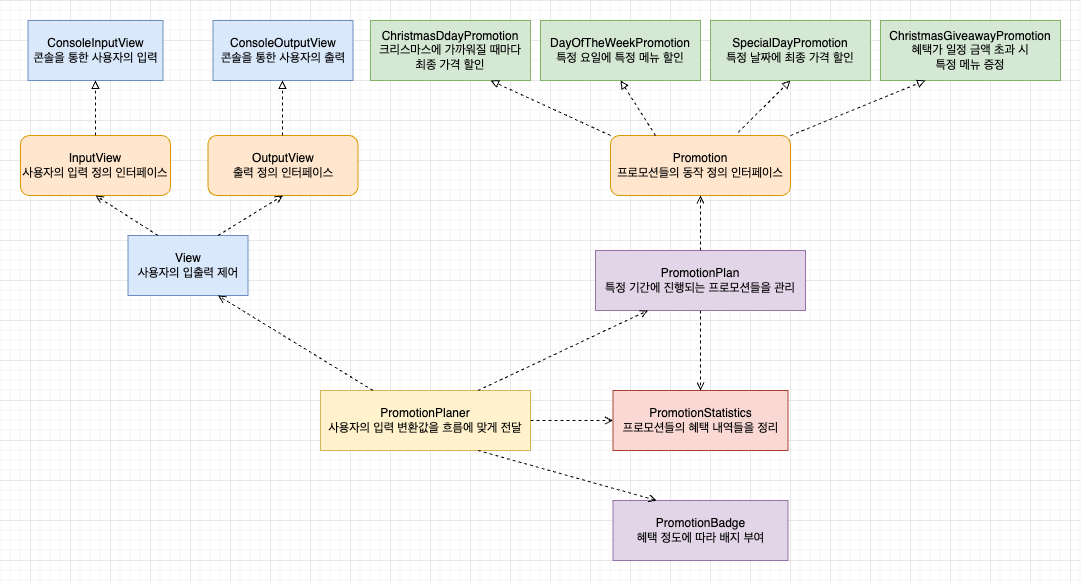 ConsoleInputView
콘솔을 통한 사용자의 입력
ConsoleOutputView
콘솔을 통한 사용자의 출력
ChristmasDdayPromotion
크리스마스에 가까워질 때마다
최종 가격 할인
DayOfTheWeekPromotion
특정 요일에 특정 메뉴 할인
SpecialDayPromotion
특정 날짜에 최종 가격 할인
ChristmasGiveawayPromotion
혜택가 일정 금액 초과 시
특정 메뉴 증정
InputView
사용자의 입력 정의 인터페이스
OutputView
출력 정의 인터페이스
Promotion
프로모션들의 동작 정의 인터페이스
View
사용자의 입출력 제어
PromotionPlan
특정 기간에 진행되는 프로모션들을 관리
PromotionPlaner
사용자의 입력 변환값을 흐름에 맞게 전달
PromotionStatistics
프로모션들의 혜택 내역들을 정리
PromotionBadge
혜택 정도에 따라 배지 부여